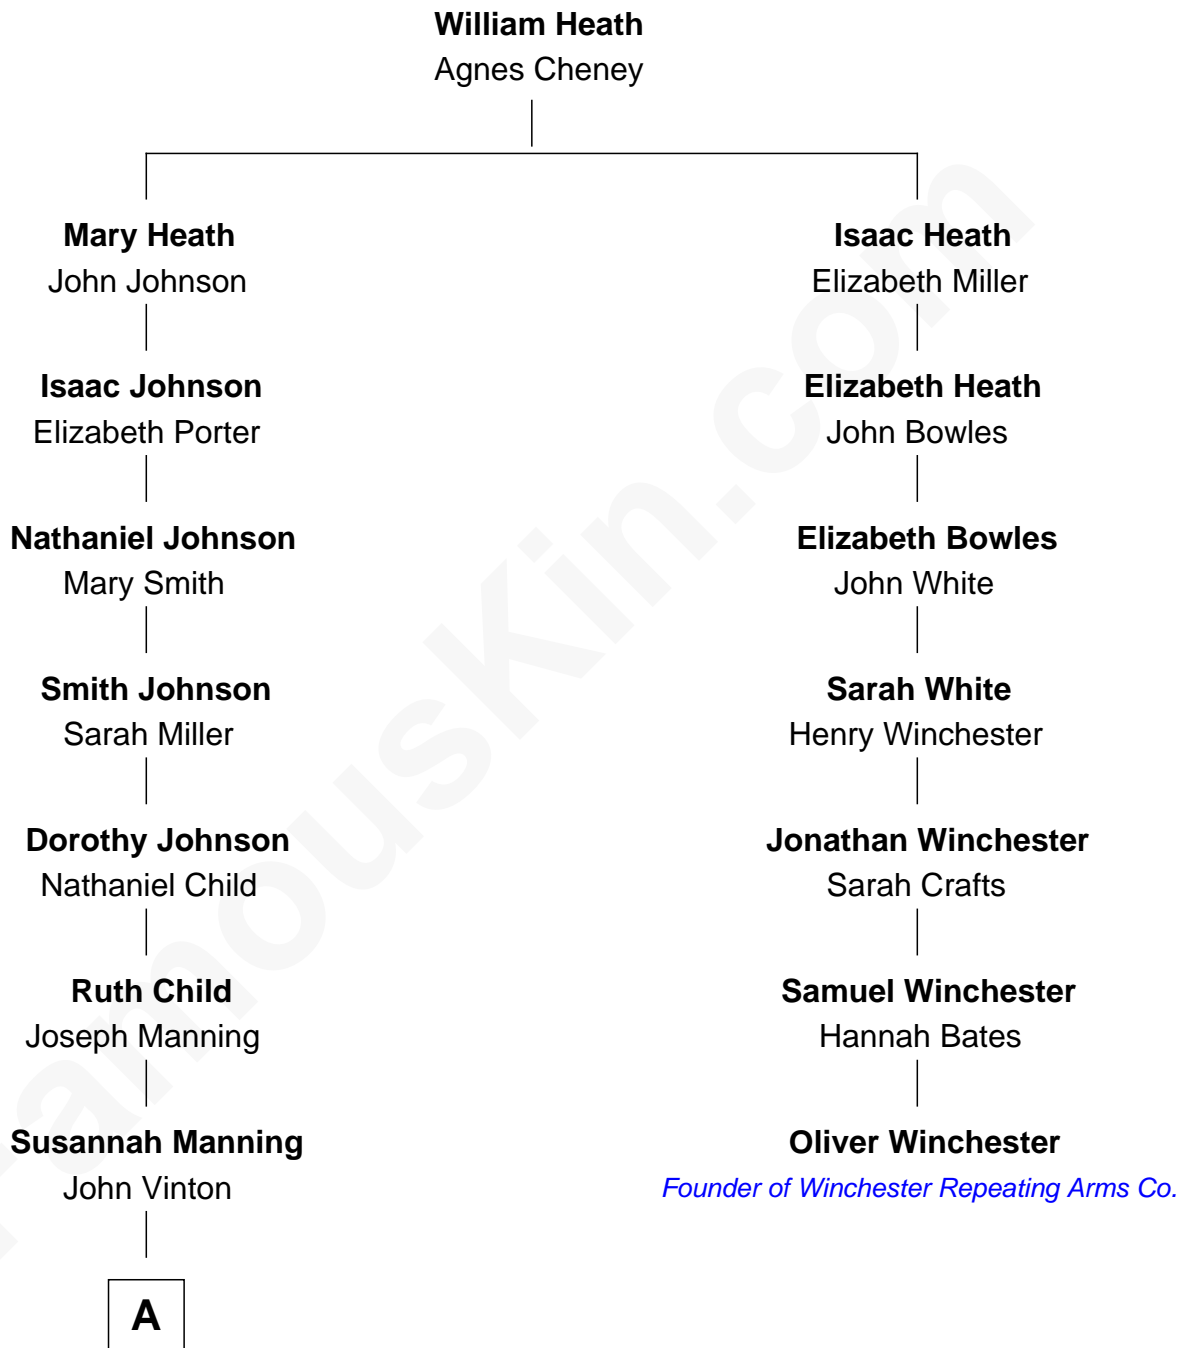 William Heath
Agnes Cheney
Mary Heath
John Johnson
Isaac Heath
Elizabeth Miller
Isaac Johnson
Elizabeth Porter
Elizabeth Heath
John Bowles
Nathaniel Johnson
Mary Smith
Elizabeth Bowles
John White
Smith Johnson
Sarah Miller
Sarah White
Henry Winchester
Dorothy Johnson
Nathaniel Child
Jonathan Winchester
Sarah Crafts
Ruth Child
Joseph Manning
Samuel Winchester
Hannah Bates
Susannah Manning
John Vinton
Oliver Winchester
Founder of Winchester Repeating Arms Co.
A
FamousKin.com